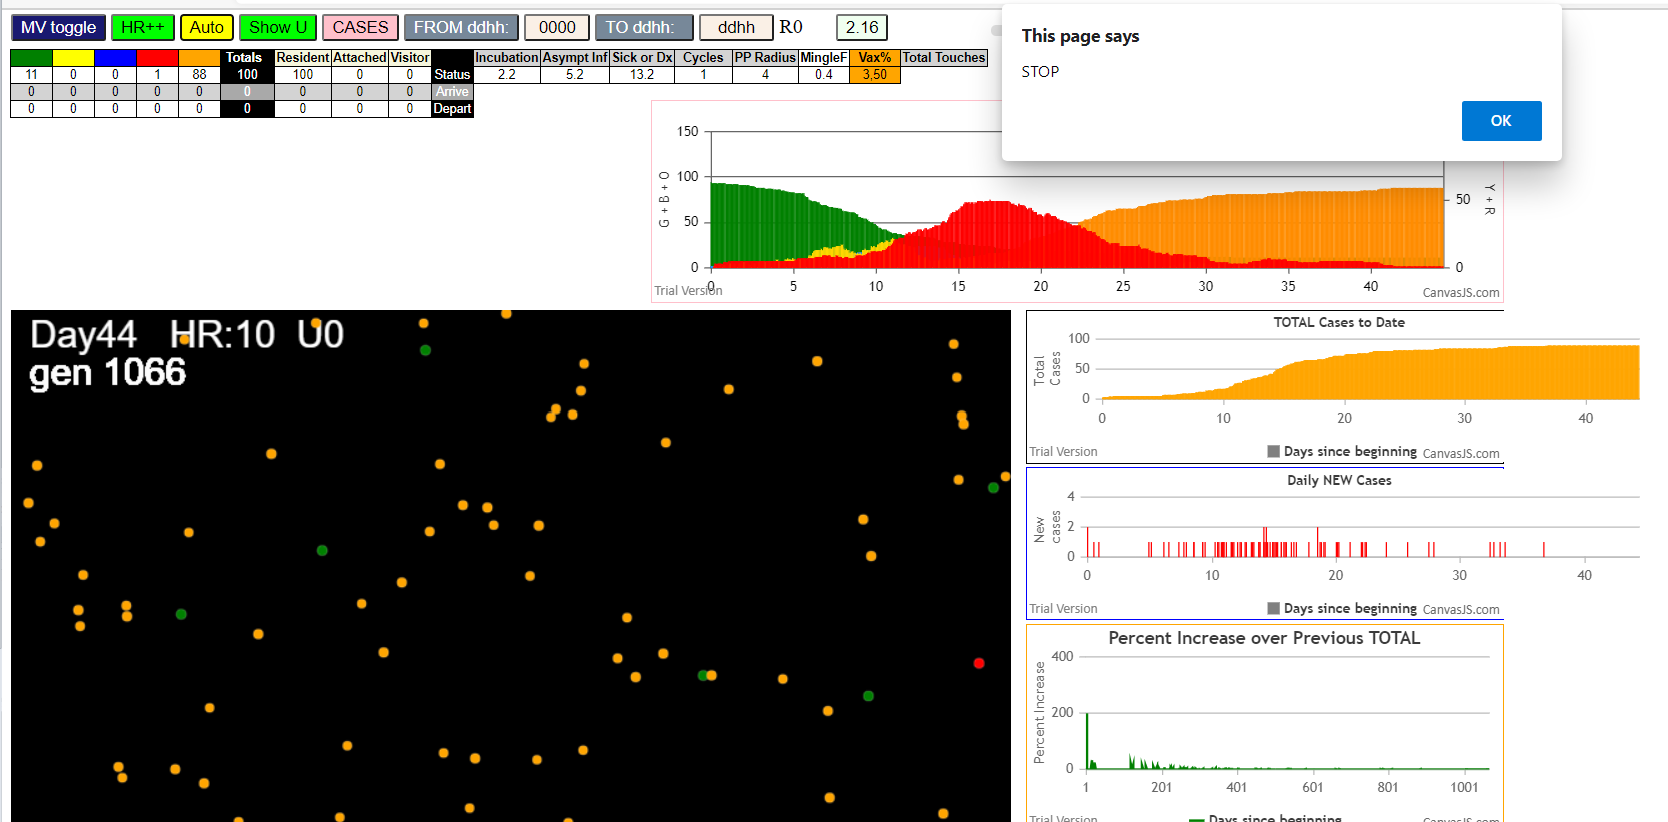 MV toggle HR++ Auto Show U CASES FROM ddhh: 0000 TO ddhh: ddhh R0 2.16
This page says
STOP
OK
Totals Resident Attached Visitor Incubation Asympt Inf Sick or Dx Cycles PP Radius MingleF Vax% Total Touches
11 0 0 1 88 100 100 0 0 Status 2.2 5.2 13.2 1 4 0.4 3,50
0 0 0 0 0 0 0 0 0 Arrive
0 0 0 0 0 0 0 0 0 Depart
G + B + O
150
100
50
0
50
0
Y + R
0 5 10 15 20 25 30 35 40
Trial Version CanvasJS.com
Day44 HR:10 U0
gen 1066
TOTAL Cases to Date
Total
Cases
100
50
0
0 10 20 30 40
Days since beginning
Trial Version CanvasJS.com
Daily NEW Cases
New
cases
4
2
0
0 10 20 30 40
Days since beginning
Trial Version CanvasJS.com
Percent Increase over Previous TOTAL
Percent Increase
400
200
0
1 201 401 601 801 1001
Days since beginning
Trial Version CanvasJS.com